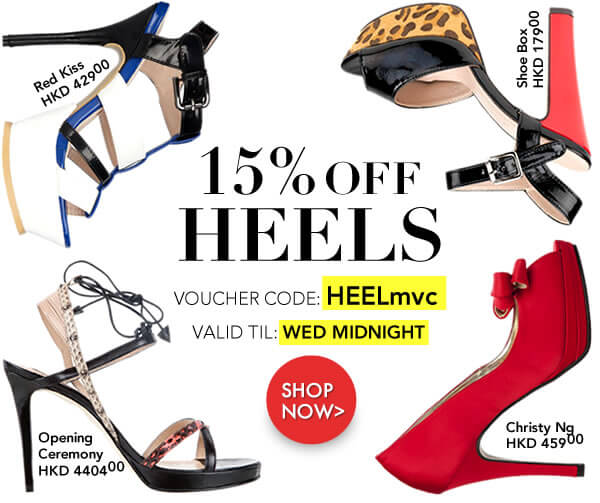 Red Kiss
HKD 42900
Shoe Box
HKD 17900
15% OFF
HEELS
VOUCHER CODE: HEELmvc
VALID TIL: WED MIDNIGHT
SHOP
NOW>
Opening
Ceremony
HKD 440400
Christy Ng
HKD 45900